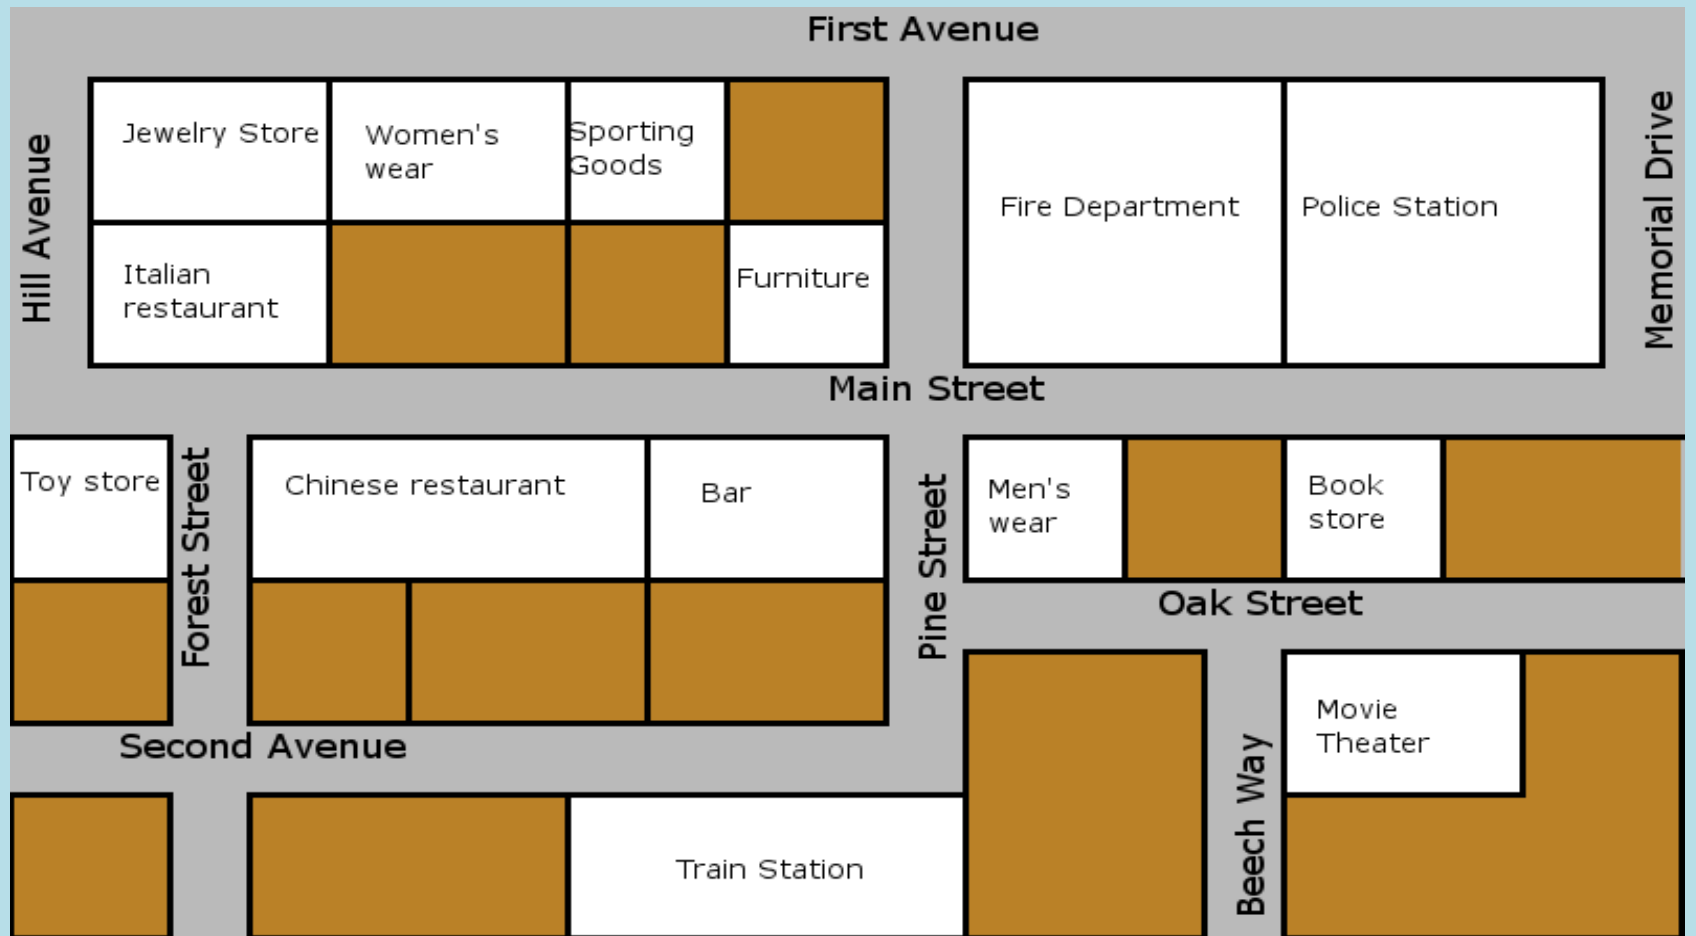 First Avenue
Hill Avenue
Jewelry Store
Women's
wear
Sporting
Goods
Fire Department
Police Station
Memorial Drive
Italian
restaurant
Furniture
Main Street
Toy store
Forest Street
Chinese restaurant
Bar
Pine Street
Men's
wear
Book
store
Oak Street
Second Avenue
Movie
Theater
Beech Way
Train Station